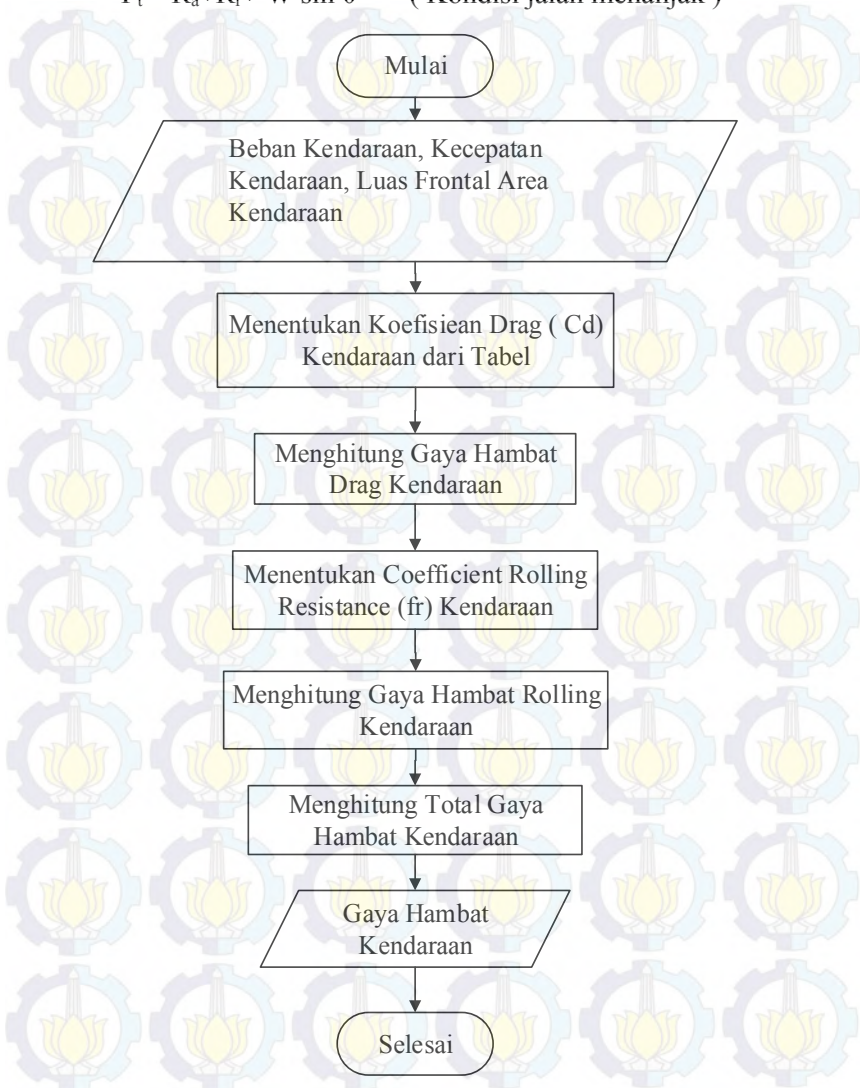 ( Kondisi jalan menanjak )
Mulai
Beban Kendaraan, Kecepatan
Kendaraan, Luas Frontal Area
Kendaraan
Menentukan Koefisiean Drag ( Cd)
Kendaraan dari Tabel
Menghitung Gaya Hambat
Drag Kendaraan
Menentukan Coefficient Rolling
Resistance (fr) Kendaraan
Menghitung Gaya Hambat Rolling
Kendaraan
Menghitung Total Gaya
Hambat Kendaraan
Gaya Hambat
Kendaraan
Selesai